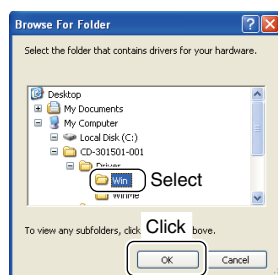 Browse For Folder
Select the folder that contains drivers for your hardware.
Desktop
My Documents
My Computer
Local Disk (C:)
CD-301501-001
Driver
Win Select
WinMe
To view any subfolders, click Click bove.
OK Cancel